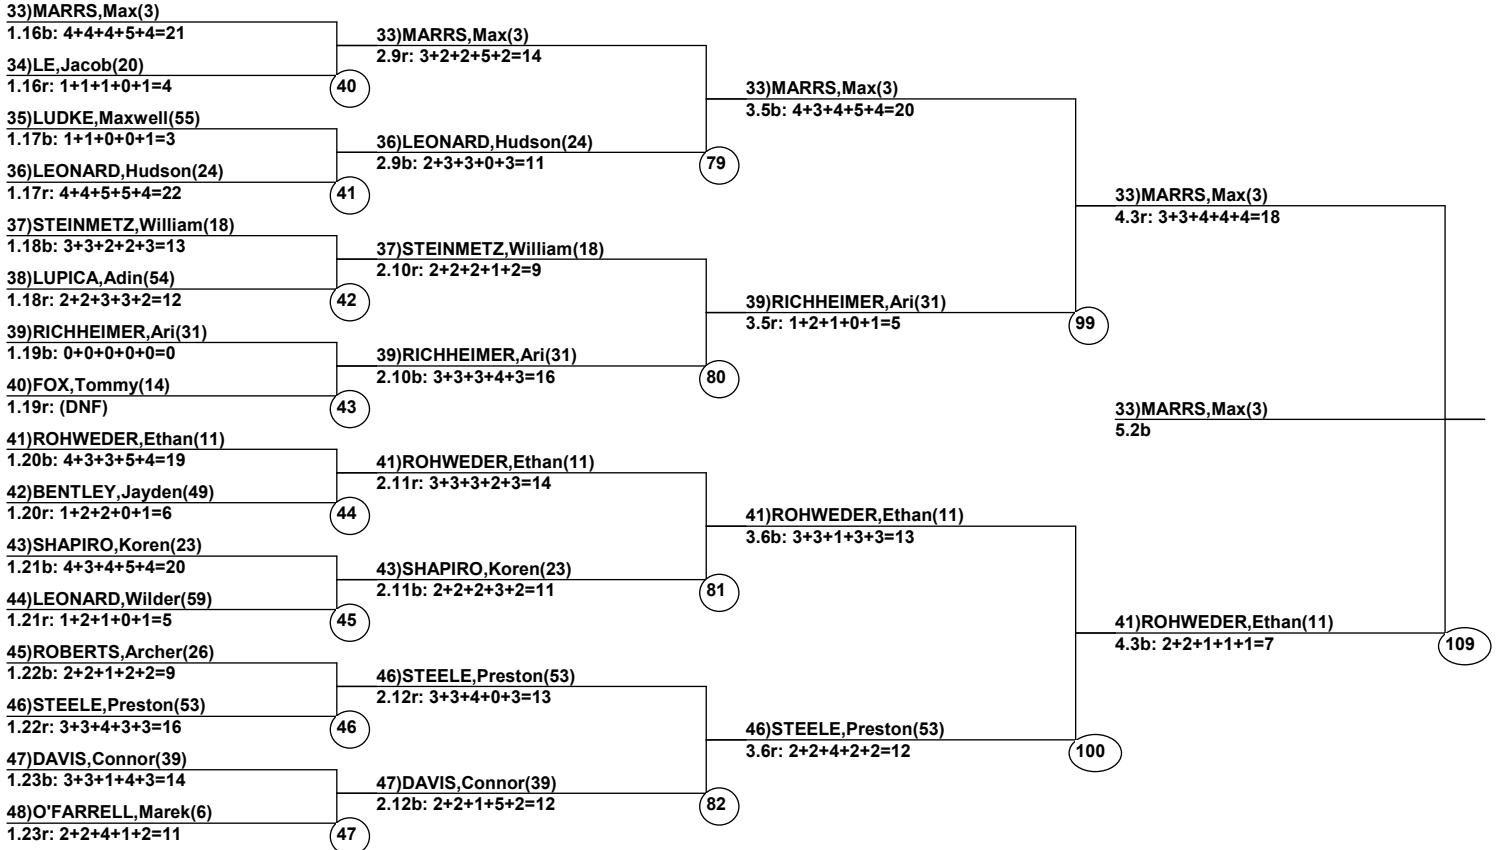 33)MARRS,Max(3)
1.16b: 4+4+4+5+4=21
34)LE,Jacob(20)
1.16r: 1+1+1+0+1=4
40
35)LUDKE,Maxwell(55)
1.17b: 1+1+0+0+1=3
36)LEONARD,Hudson(24)
1.17r: 4+4+5+5+4=22
41
37)STEINMETZ,William(18)
1.18b: 3+3+2+2+3=13
38)LUPICA,Adin(54)
1.18r: 2+2+3+3+2=12
42
39)RICHHEIMER,Ari(31)
1.19b: 0+0+0+0+0=0
40)FOX,Tommy(14)
1.19r: (DNF)
43
41)ROHWEDER,Ethan(11)
1.20b: 4+3+3+5+4=19
42)BENTLEY,Jayden(49)
1.20r: 1+2+2+0+1=6
44
43)SHAPIRO,Koren(23)
1.21b: 4+3+4+5+4=20
44)LEONARD,Wilder(59)
1.21r: 1+2+1+0+1=5
45
45)ROBERTS,Archer(26)
1.22b: 2+2+1+2+2=9
46)STEELE,Preston(53)
1.22r: 3+3+4+3+3=16
46
47)DAVIS,Connor(39)
1.23b: 3+3+1+4+3=14
48)O'FARRELL,Marek(6)
1.23r: 2+2+4+1+2=11
47
33)MARRS,Max(3)
2.9r: 3+2+2+5+2=14
36)LEONARD,Hudson(24)
2.9b: 2+3+3+0+3=11
79
37)STEINMETZ,William(18)
2.10r: 2+2+2+1+2=9
39)RICHHEIMER,Ari(31)
2.10b: 3+3+3+4+3=16
80
41)ROHWEDER,Ethan(11)
2.11r: 3+3+3+2+3=14
43)SHAPIRO,Koren(23)
2.11b: 2+2+2+3+2=11
81
46)STEELE,Preston(53)
2.12r: 3+3+4+0+3=13
47)DAVIS,Connor(39)
2.12b: 2+2+1+5+2=12
82
33)MARRS,Max(3)
3.5b: 4+3+4+5+4=20
39)RICHHEIMER,Ari(31)
3.5r: 1+2+1+0+1=5
99
41)ROHWEDER,Ethan(11)
3.6b: 3+3+1+3+3=13
46)STEELE,Preston(53)
3.6r: 2+2+4+2+2=12
100
33)MARRS,Max(3)
4.3r: 3+3+4+4+4=18
33)MARRS,Max(3)
5.2b
41)ROHWEDER,Ethan(11)
4.3b: 2+2+1+1+1=7
109